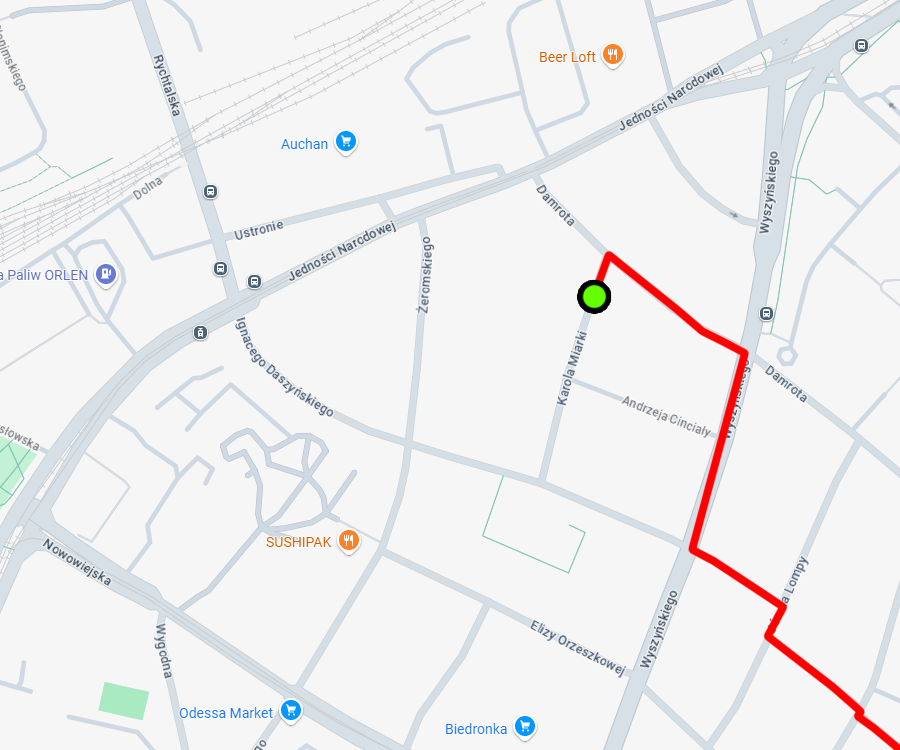 Rychtalska
Beer Loft
Jedności Narodowej
Auchan
Dolna
Wyszyńskiego
Damrota
Ustronie
Jedności Narodowej
a Paliw ORLEN
Żeromskiego
Ignacego Daszyńskiego
Karola Miarki
Andrzeja Cinciały
Wyszyńskiego
Damrota
SUSHIPAK
Nowowiejska
a Lompy
Wyszyńskiego
Elizy Orzeszkowej
Wygodna
Odessa Market
Biedronka